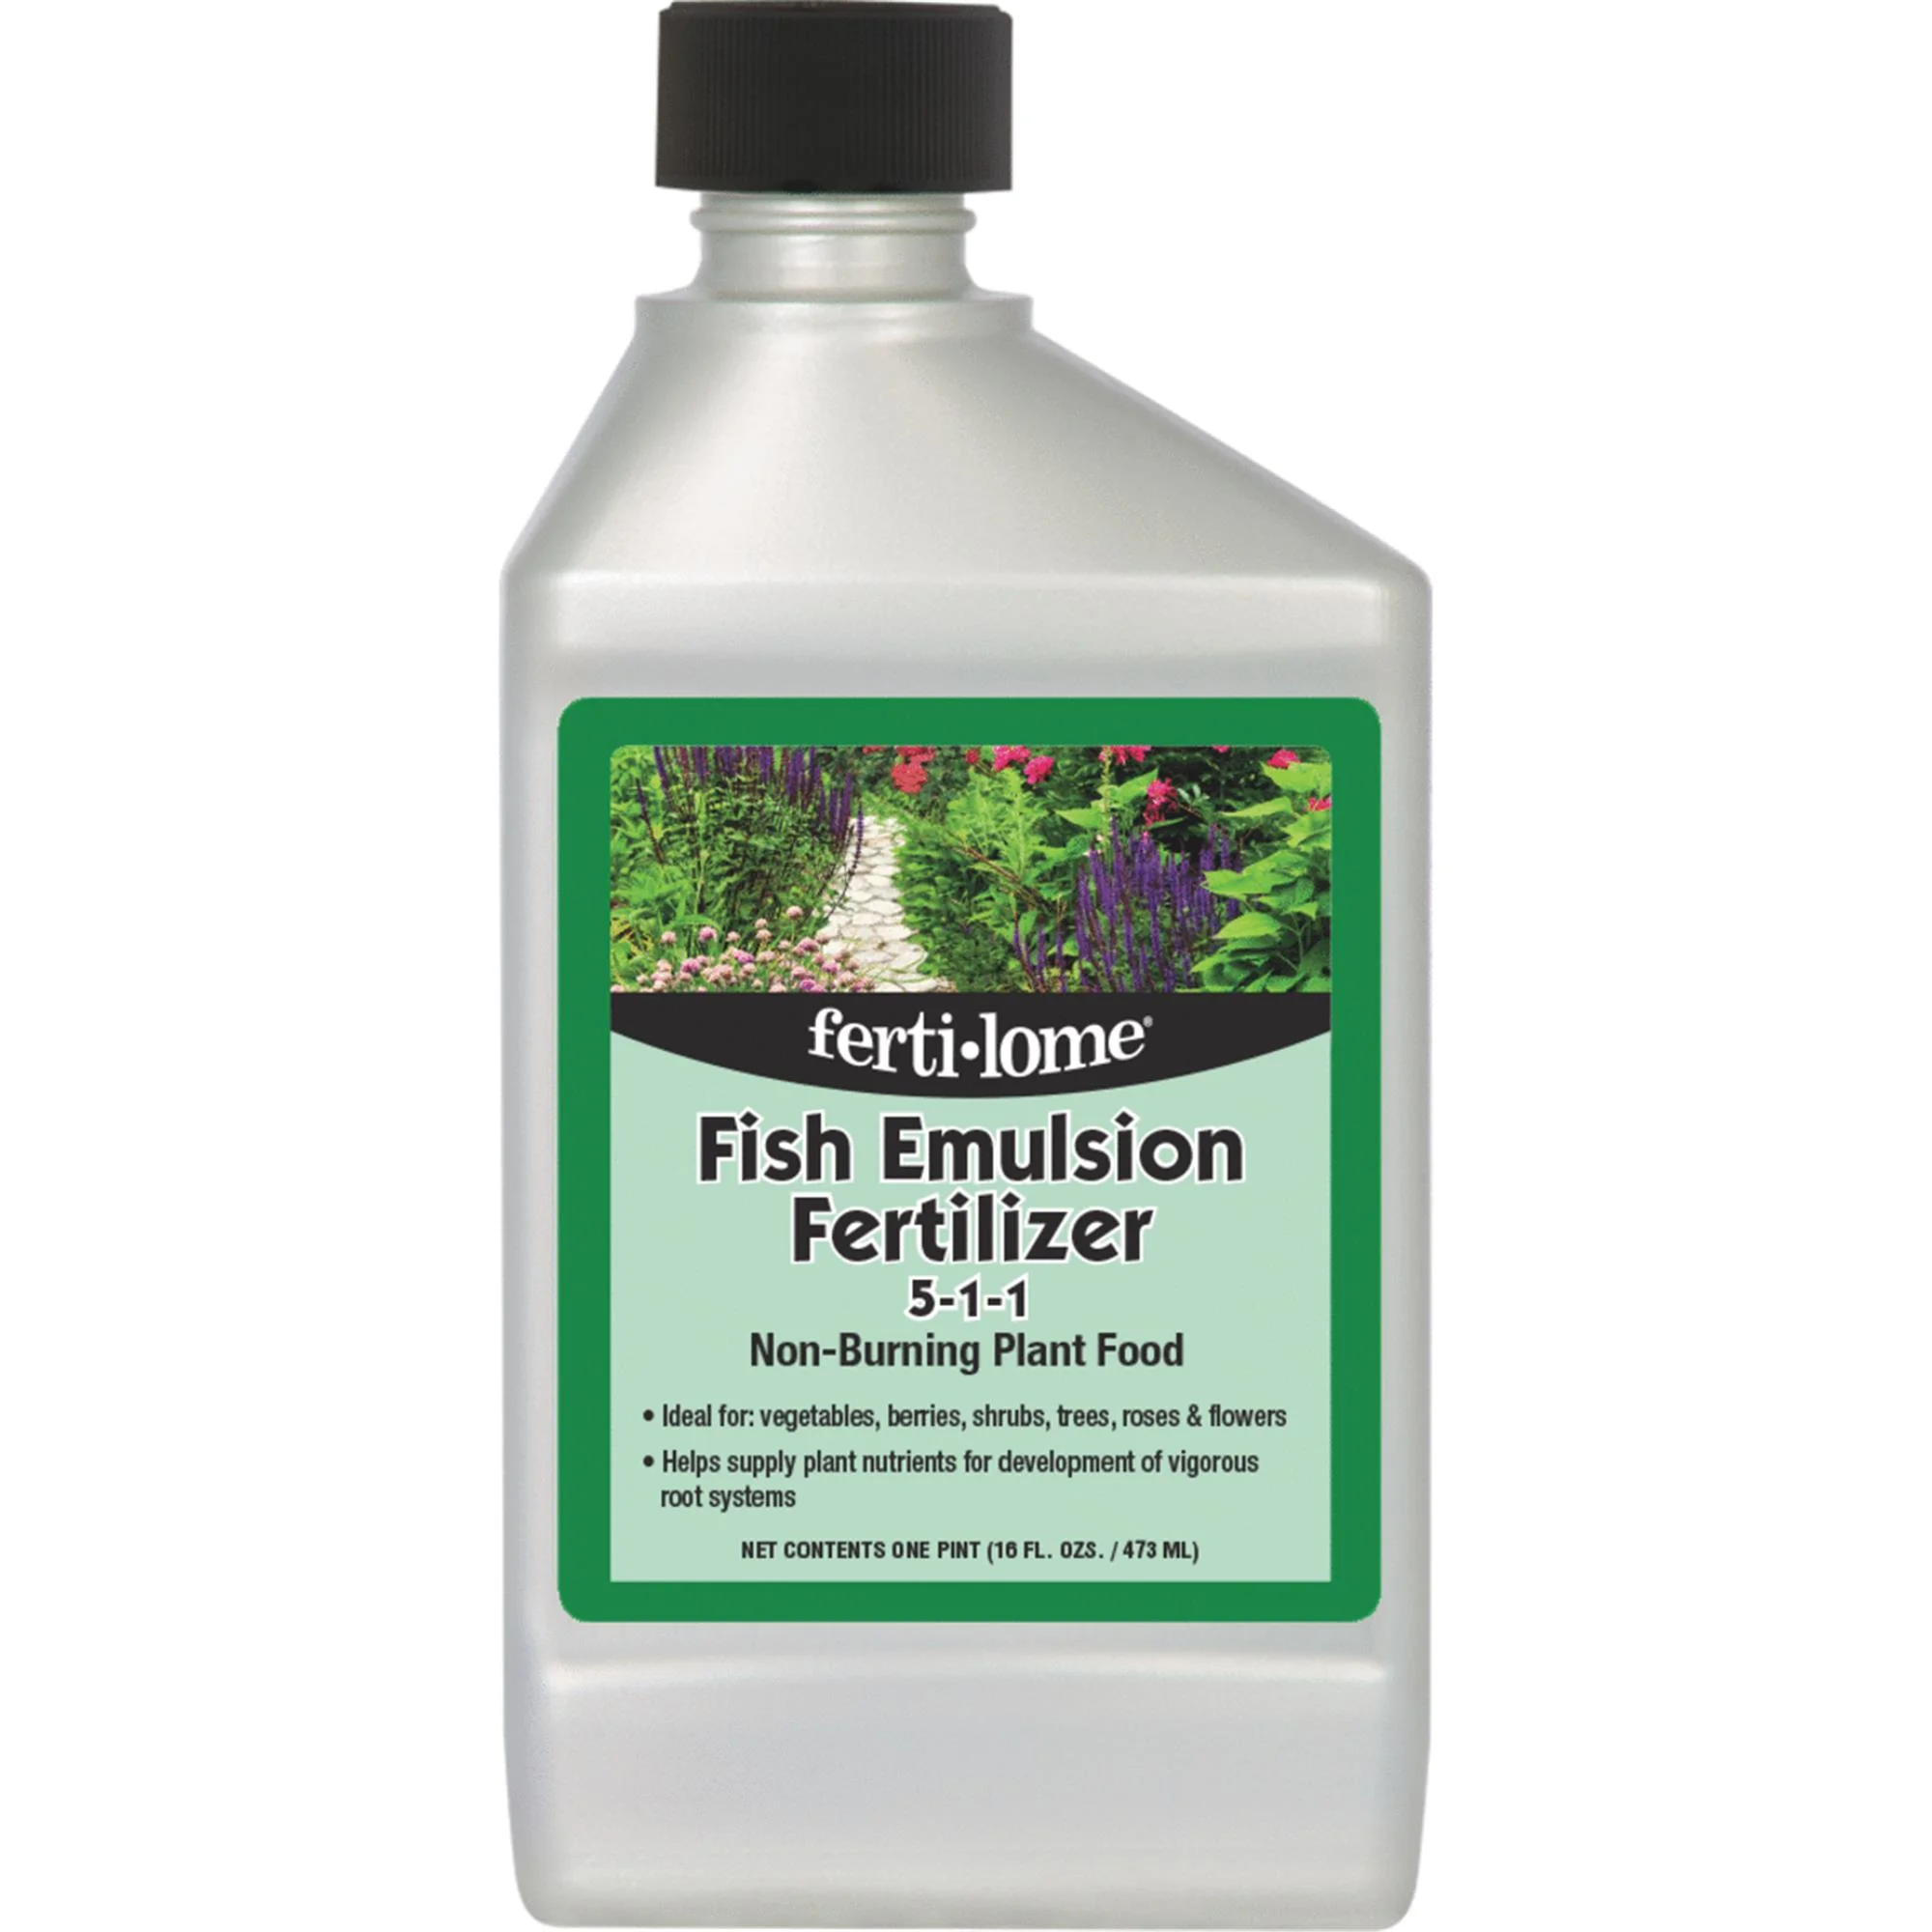 ferti•lome®
Fish Emulsion
Fertilizer
5-1-1
Non-Burning Plant Food
• Ideal for: vegetables, berries, shrubs, trees, roses & flowers
• Helps supply plant nutrients for development of vigorous
root systems
NET CONTENTS ONE PINT (16 FL. OZS. / 473 ML)